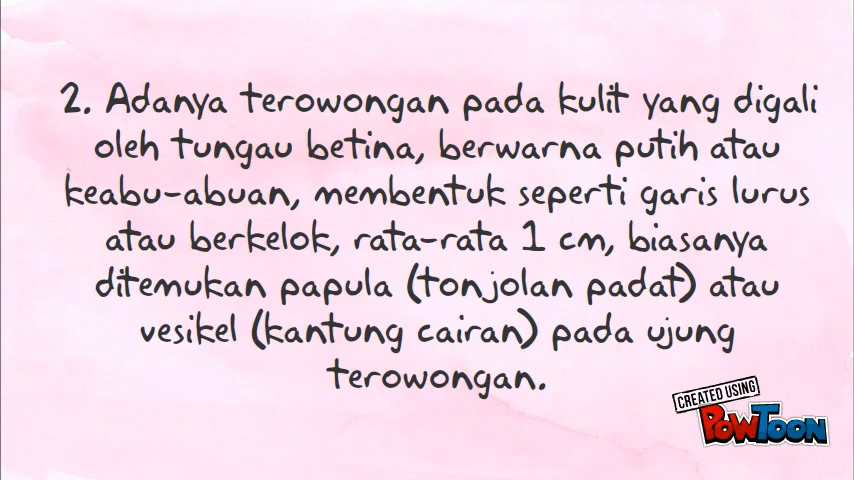 2. Adanya terowongan pada kulit yang digali
oleh tungau betina, berwarna putih atau
keabu-abuan, membentuk seperti garis lurus
atau berkelok, rata-rata 1 cm, biasanya
ditemukan papula (tonjolan padat) atau
vesikel (kantung cairan) pada ujung
terowongan.
CREATED USING
POWTOON